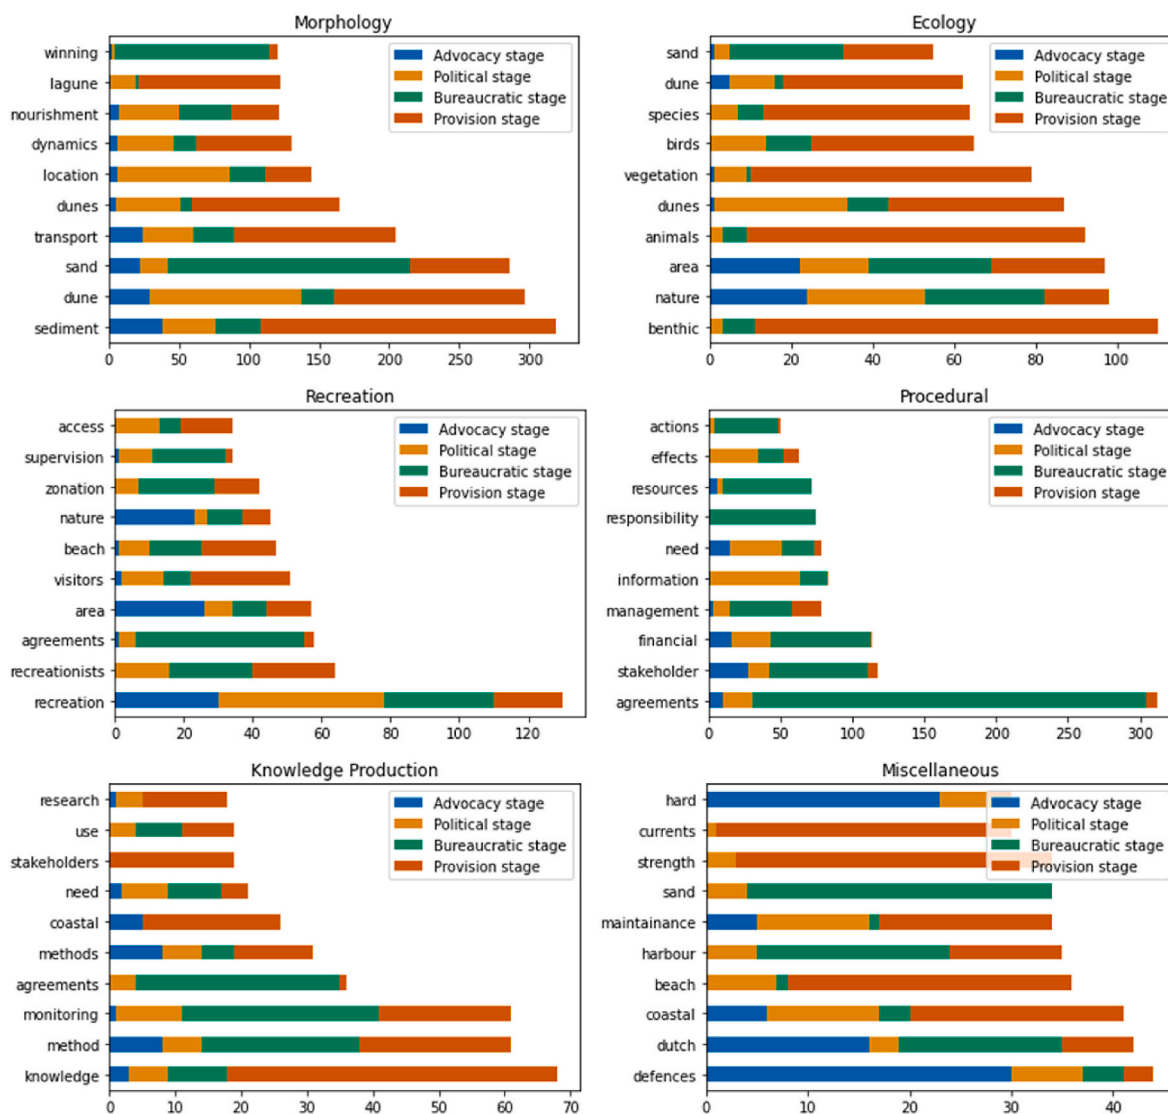 Morphology
winning
lagune
nourishment
dynamics
location
dunes
transport
sand
dune
sediment
Advocacy stage
Political stage
Bureaucratic stage
Provision stage
0 50 100 150 200 250 300
Ecology
sand
dune
species
birds
vegetation
dunes
animals
area
nature
benthic
Advocacy stage
Political stage
Bureaucratic stage
Provision stage
0 20 40 60 80 100
Recreation
access
supervision
zonation
nature
beach
visitors
area
agreements
recreationists
recreation
Advocacy stage
Political stage
Bureaucratic stage
Provision stage
0 20 40 60 80 100 120
Procedural
actions
effects
resources
responsibility
need
information
management
financial
stakeholder
agreements
Advocacy stage
Political stage
Bureaucratic stage
Provision stage
0 50 100 150 200 250 300
Knowledge Production
research
use
stakeholders
need
coastal
methods
agreements
monitoring
method
knowledge
Advocacy stage
Political stage
Bureaucratic stage
Provision stage
0 10 20 30 40 50 60 70
Miscellaneous
hard
currents
strength
sand
maintainance
harbour
beach
coastal
dutch
defences
Advocacy stage
Political stage
Bureaucratic stage
Provision stage
0 10 20 30 40